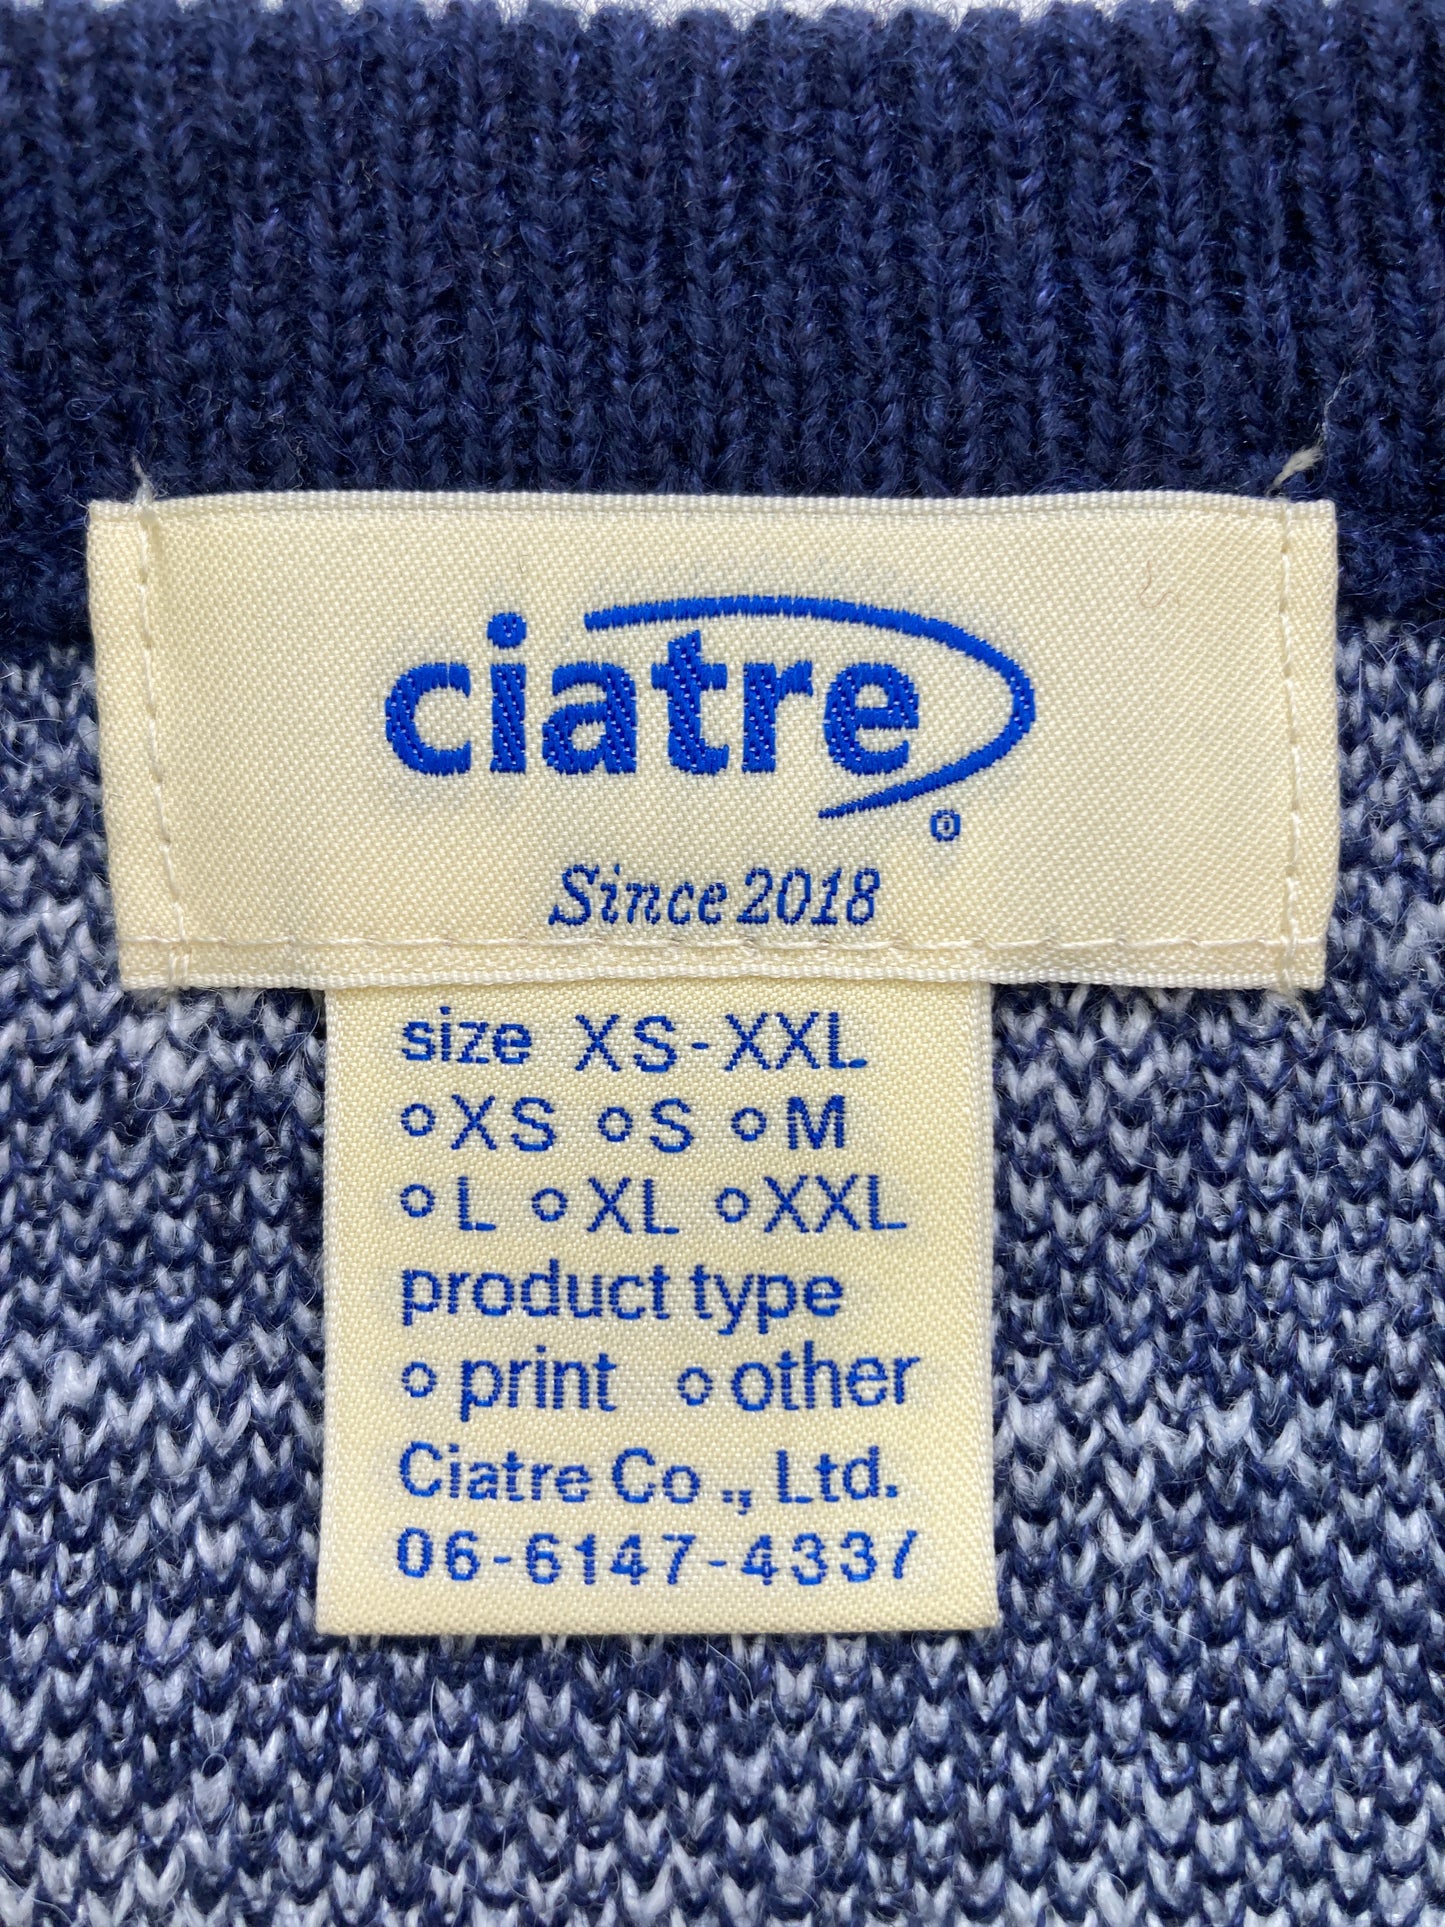 ciatre
®
Since 2018
size XS-XXL
○XS ○S ○M
○L ○XL ○XXL
product type
○print ○other
Ciatre Co., Ltd.
06-6147-4337